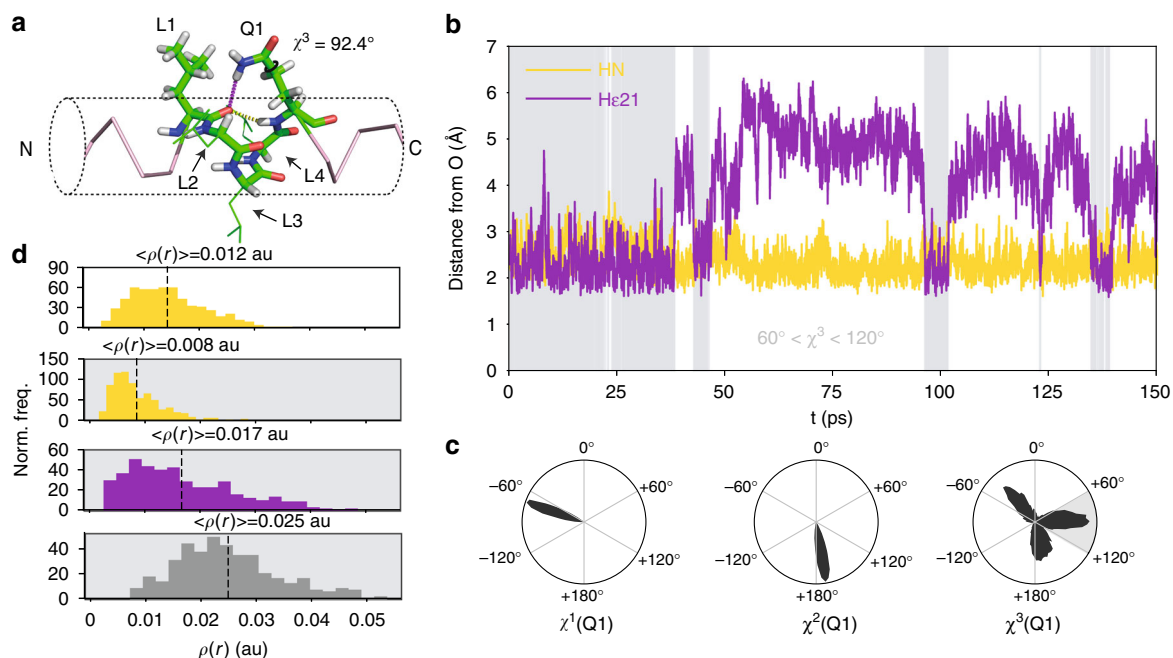 a
L1
Q1
χ³ = 92.4°
N
C
L2
L4
L3
b
7
6
5
4
3
2
1
0
Distance from O (Å)
HN
Hε21
60° < χ³ < 120°
0
25
50
75
100
125
150
t (ps)
d
<ρ(r)>=0.012 au
90
60
30
0
<ρ(r)>=0.008 au
150
100
50
0
<ρ(r)>=0.017 au
60
40
20
0
<ρ(r)>=0.025 au
40
20
0
Norm. freq.
0
0.01
0.02
0.03
0.04
0.05
ρ(r) (au)
c
0°
−60°
+60°
−120°
+120°
+180°
χ¹(Q1)
0°
−60°
+60°
−120°
+120°
+180°
χ²(Q1)
0°
−60°
+60°
−120°
+120°
+180°
χ³(Q1)